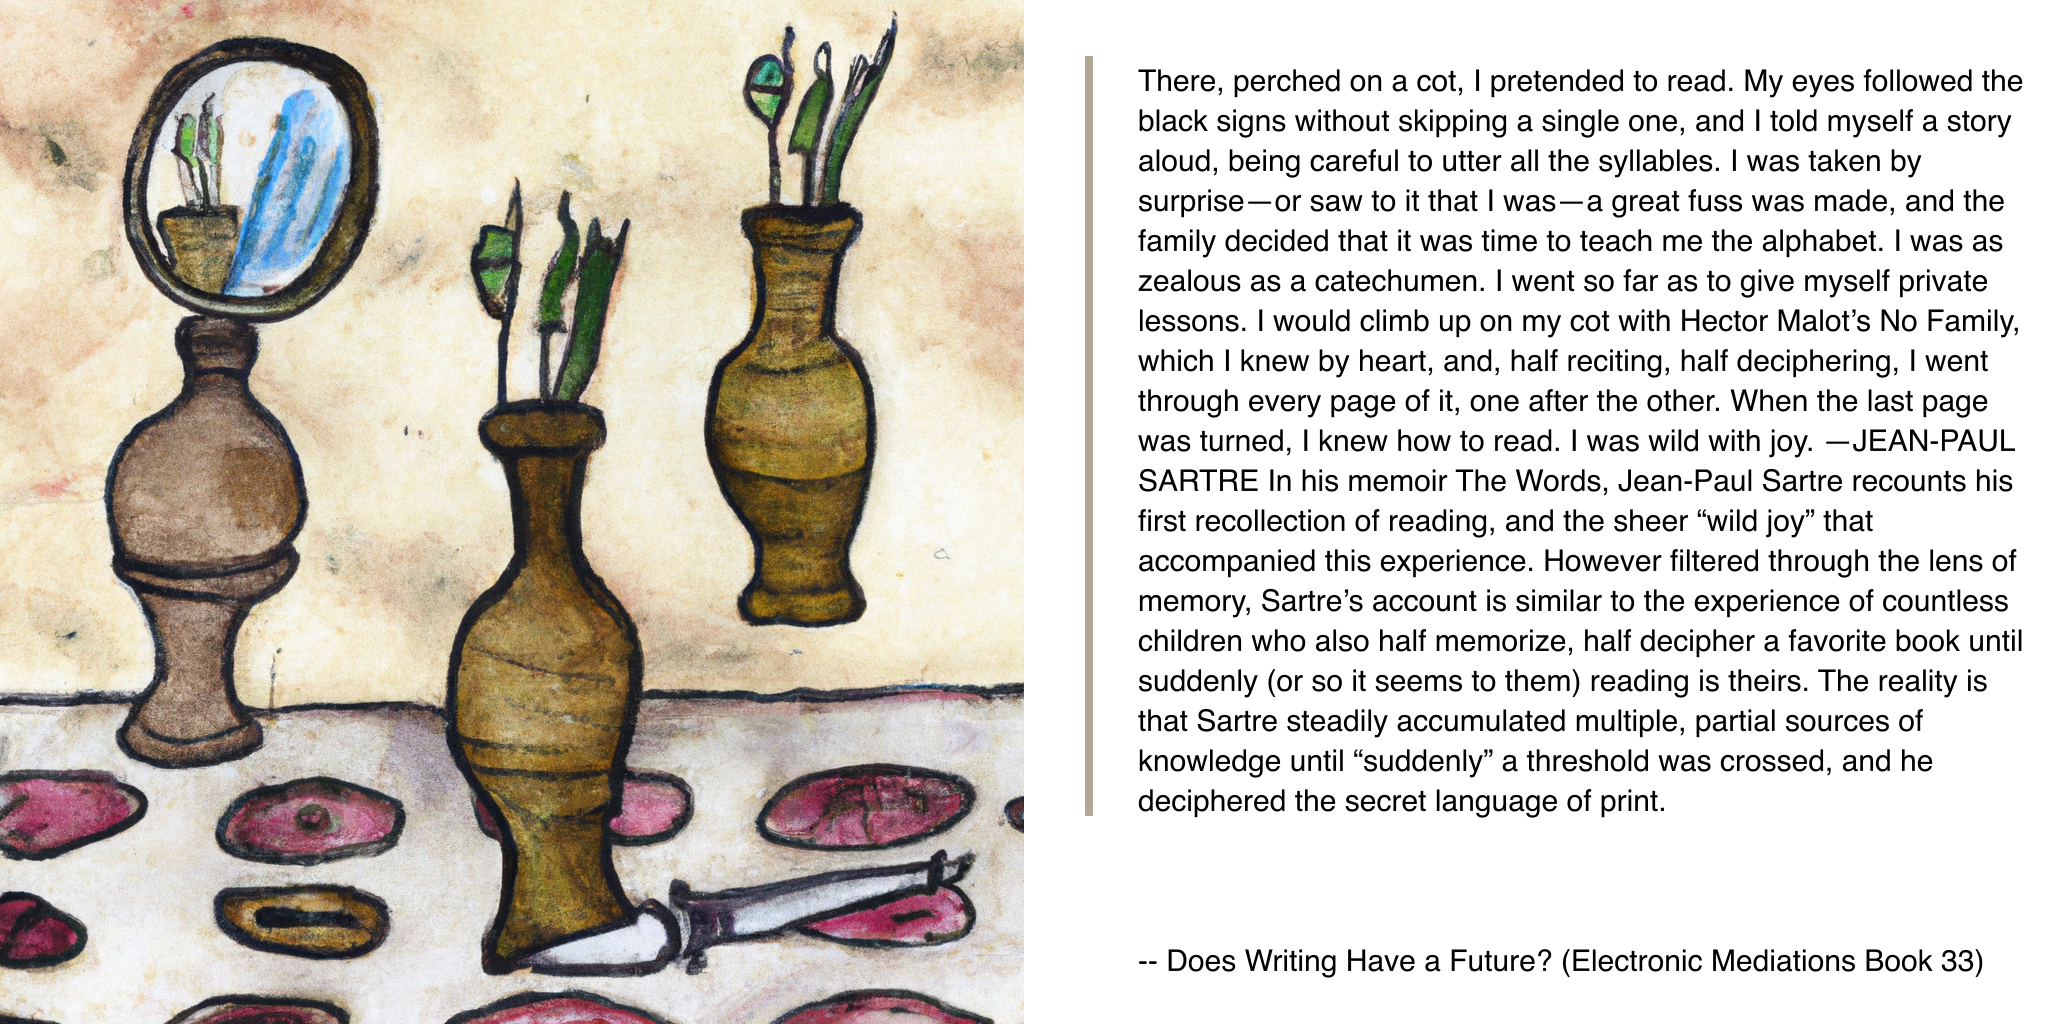 There, perched on a cot, I pretended to read. My eyes followed the
black signs without skipping a single one, and I told myself a story
aloud, being careful to utter all the syllables. I was taken by
surprise—or saw to it that I was—a great fuss was made, and the
family decided that it was time to teach me the alphabet. I was as
zealous as a catechumen. I went so far as to give myself private
lessons. I would climb up on my cot with Hector Malot’s No Family,
which I knew by heart, and, half reciting, half deciphering, I went
through every page of it, one after the other. When the last page
was turned, I knew how to read. I was wild with joy. —JEAN-PAUL
SARTRE In his memoir The Words, Jean-Paul Sartre recounts his
first recollection of reading, and the sheer “wild joy” that
accompanied this experience. However filtered through the lens of
memory, Sartre’s account is similar to the experience of countless
children who also half memorize, half decipher a favorite book until
suddenly (or so it seems to them) reading is theirs. The reality is
that Sartre steadily accumulated multiple, partial sources of
knowledge until “suddenly” a threshold was crossed, and he
deciphered the secret language of print.
-- Does Writing Have a Future? (Electronic Mediations Book 33)